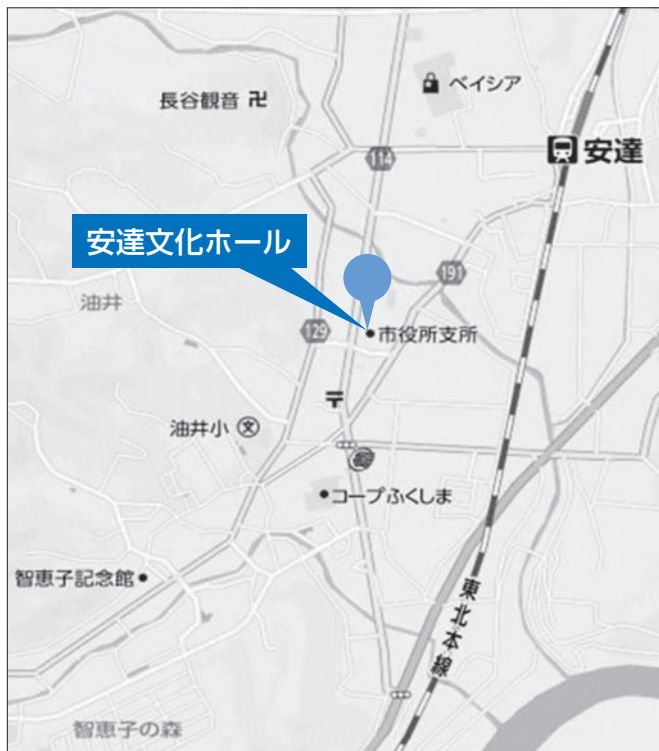 ベイシア
長谷観音
安達
114
安達文化ホール
191
油井
129
市役所支所
油井小
文
コープふくしま
智恵子記念館
東北本線
智恵子の森